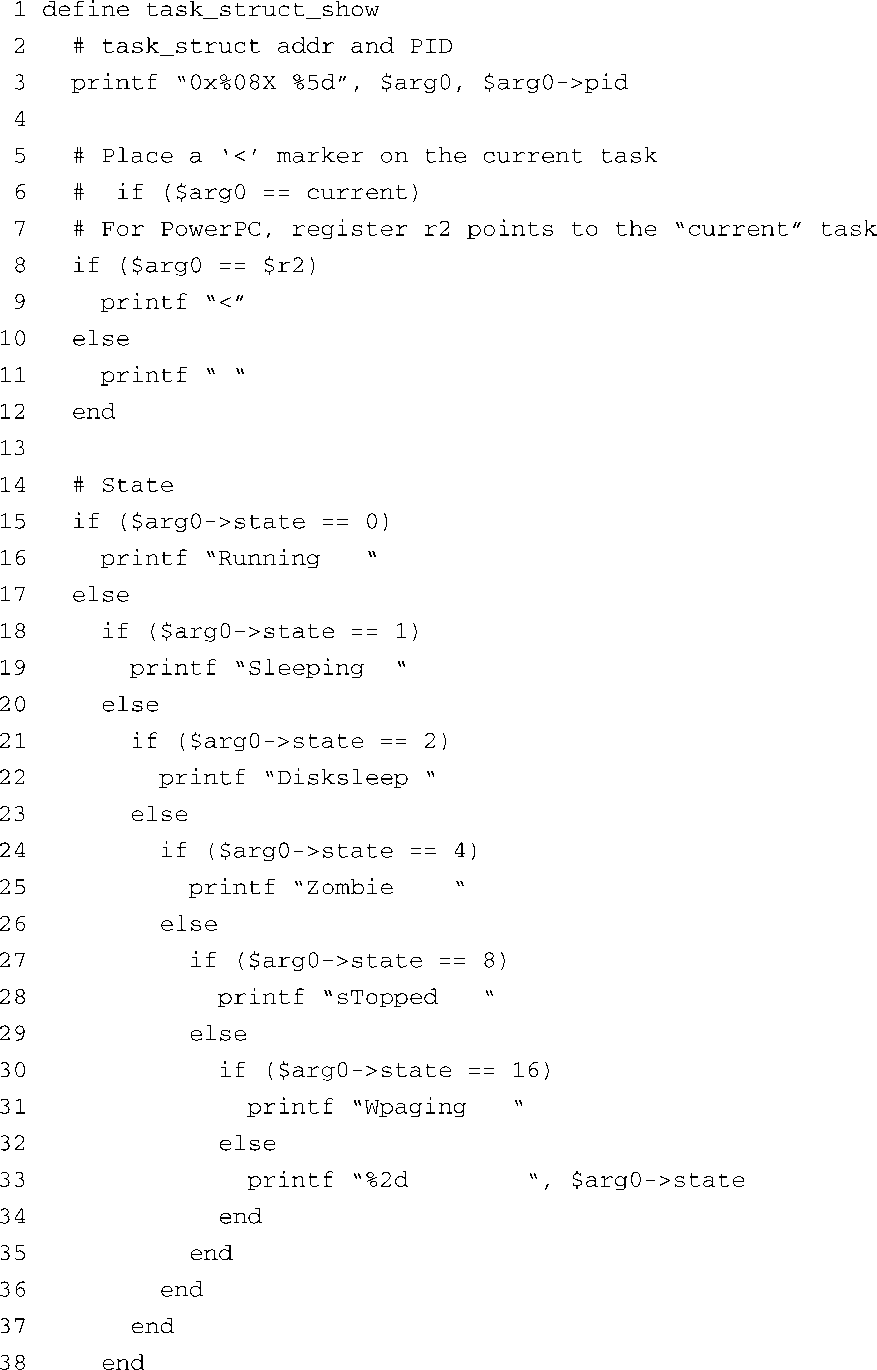 1 define task_struct_show
2   # task_struct addr and PID
3   printf “0x%08X %5d”, $arg0, $arg0->pid
4
5   # Place a ‘<’ marker on the current task
6   #  if ($arg0 == current)
7   # For PowerPC, register r2 points to the “current” task
8   if ($arg0 == $r2)
9     printf “<”
10   else
11     printf “ “
12   end
13
14   # State
15   if ($arg0->state == 0)
16     printf “Running   “
17   else
18     if ($arg0->state == 1)
19       printf “Sleeping  “
20     else
21       if ($arg0->state == 2)
22         printf “Disksleep “
23       else
24         if ($arg0->state == 4)
25           printf “Zombie    “
26         else
27           if ($arg0->state == 8)
28             printf “sTopped   “
29           else
30             if ($arg0->state == 16)
31               printf “Wpaging   “
32             else
33               printf “%2d        “, $arg0->state
34             end
35           end
36         end
37       end
38     end